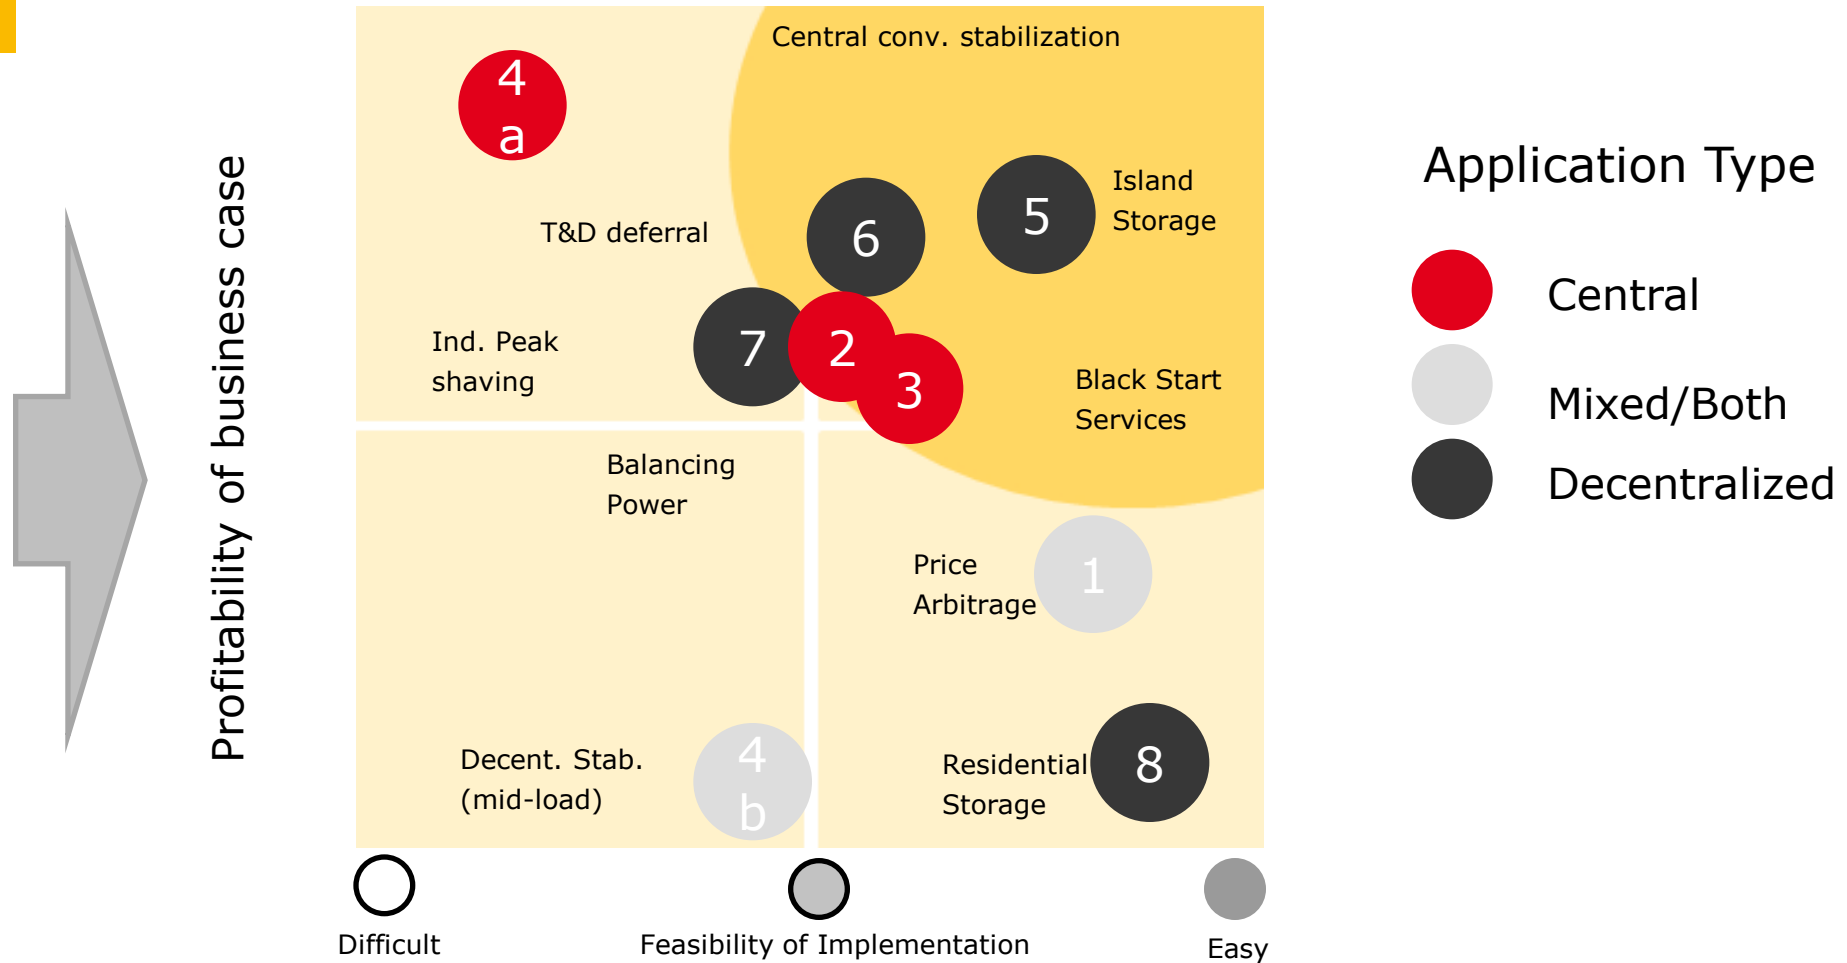 Profitability of business case
Central conv. stabilization
4
a
T&D deferral
6
5
Island
Storage
Ind. Peak
shaving
7
2
3
Black Start
Services
Balancing
Power
Price
Arbitrage
1
Decent. Stab.
(mid-load)
4
b
Residential
Storage
8
Difficult
Feasibility of Implementation
Easy
Application Type
Central
Mixed/Both
Decentralized